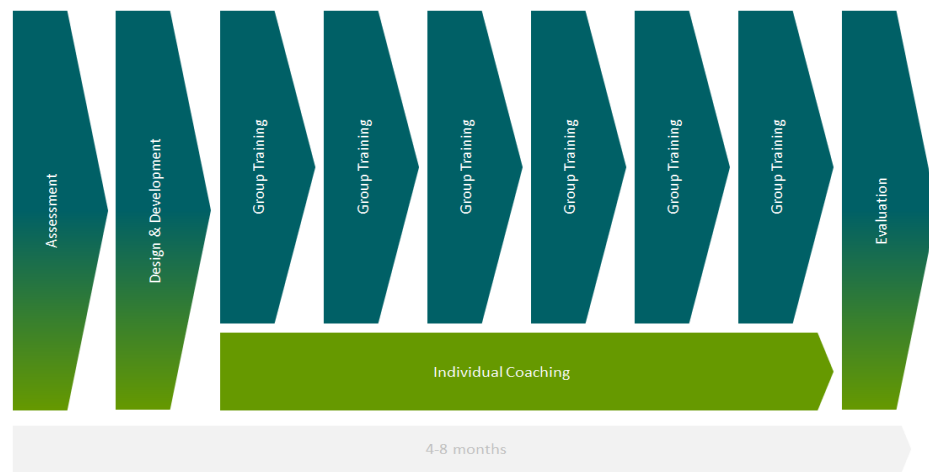 Assessment
Design & Development
Group Training
Group Training
Group Training
Group Training
Group Training
Group Training
Evaluation
Individual Coaching
4-8 months